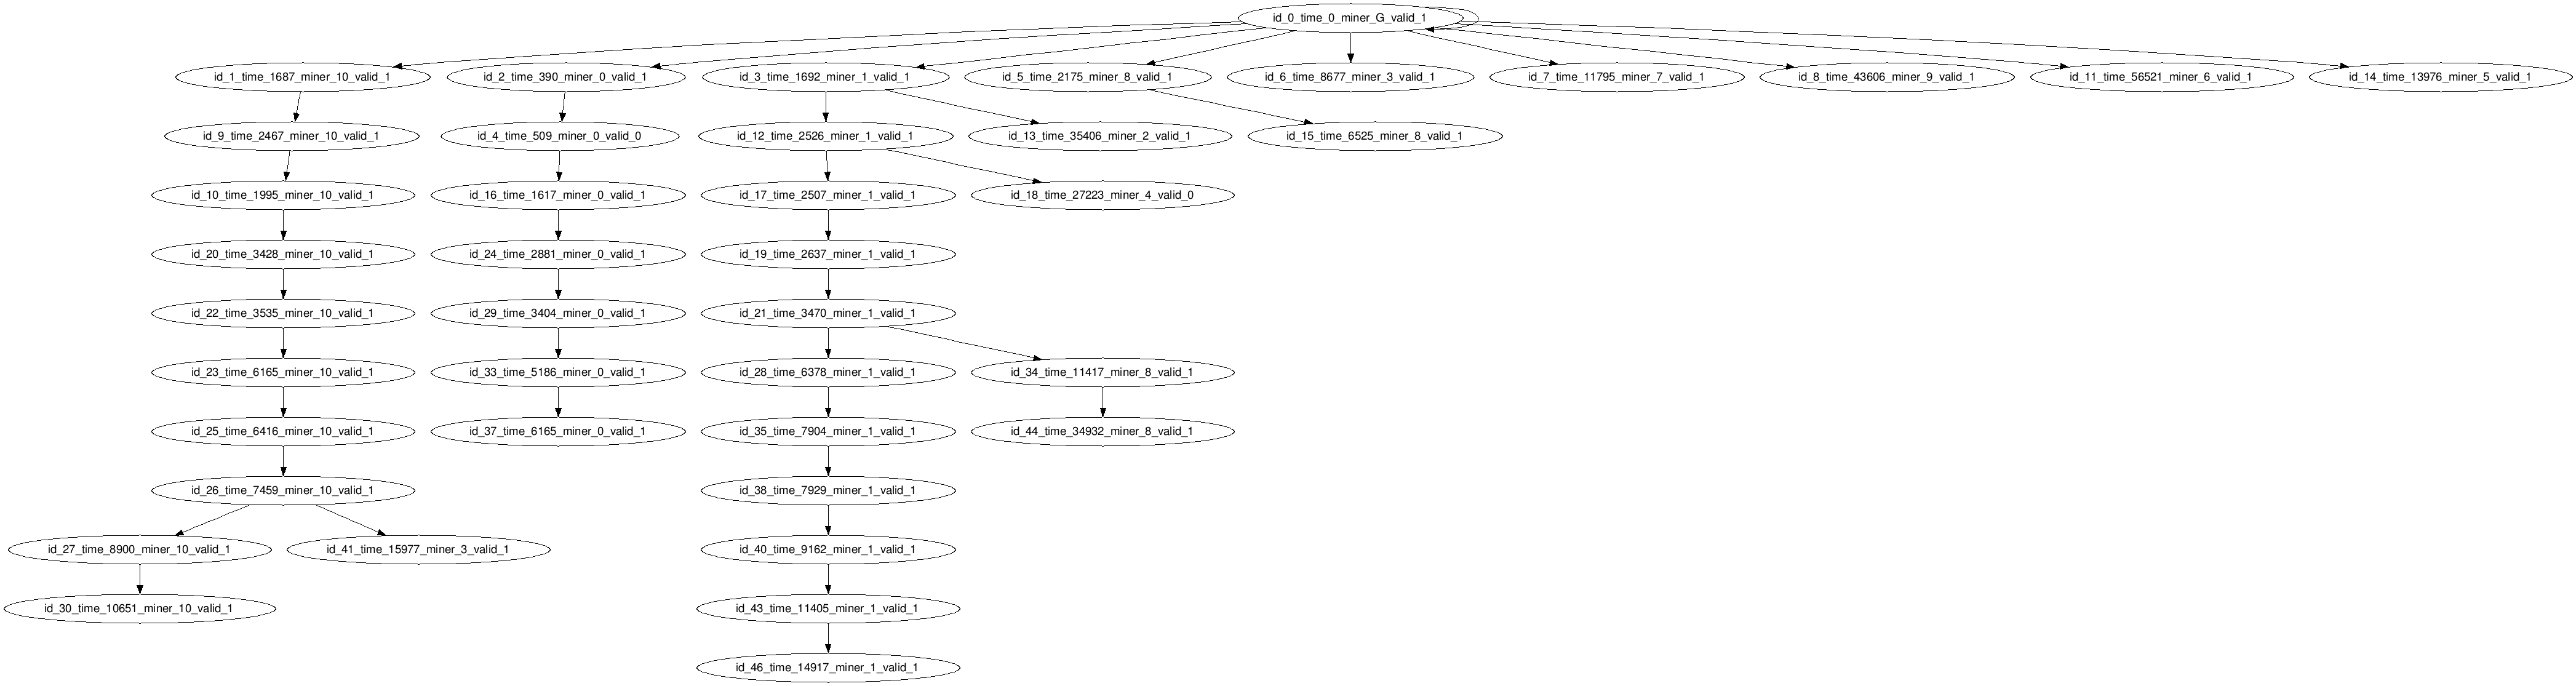 id_0_time_0_miner_G_valid_1
id_1_time_1687_miner_10_valid_1
id_2_time_390_miner_0_valid_1
id_3_time_1692_miner_1_valid_1
id_5_time_2175_miner_8_valid_1
id_6_time_8677_miner_3_valid_1
id_7_time_11795_miner_7_valid_1
id_8_time_43606_miner_9_valid_1
id_11_time_56521_miner_6_valid_1
id_14_time_13976_miner_5_valid_1
id_9_time_2467_miner_10_valid_1
id_4_time_509_miner_0_valid_0
id_12_time_2526_miner_1_valid_1
id_13_time_35406_miner_2_valid_1
id_15_time_6525_miner_8_valid_1
id_10_time_1995_miner_10_valid_1
id_16_time_1617_miner_0_valid_1
id_17_time_2507_miner_1_valid_1
id_18_time_27223_miner_4_valid_0
id_20_time_3428_miner_10_valid_1
id_24_time_2881_miner_0_valid_1
id_19_time_2637_miner_1_valid_1
id_22_time_3535_miner_10_valid_1
id_29_time_3404_miner_0_valid_1
id_21_time_3470_miner_1_valid_1
id_23_time_6165_miner_10_valid_1
id_33_time_5186_miner_0_valid_1
id_28_time_6378_miner_1_valid_1
id_34_time_11417_miner_8_valid_1
id_25_time_6416_miner_10_valid_1
id_37_time_6165_miner_0_valid_1
id_35_time_7904_miner_1_valid_1
id_44_time_34932_miner_8_valid_1
id_26_time_7459_miner_10_valid_1
id_38_time_7929_miner_1_valid_1
id_27_time_8900_miner_10_valid_1
id_41_time_15977_miner_3_valid_1
id_40_time_9162_miner_1_valid_1
id_30_time_10651_miner_10_valid_1
id_43_time_11405_miner_1_valid_1
id_46_time_14917_miner_1_valid_1